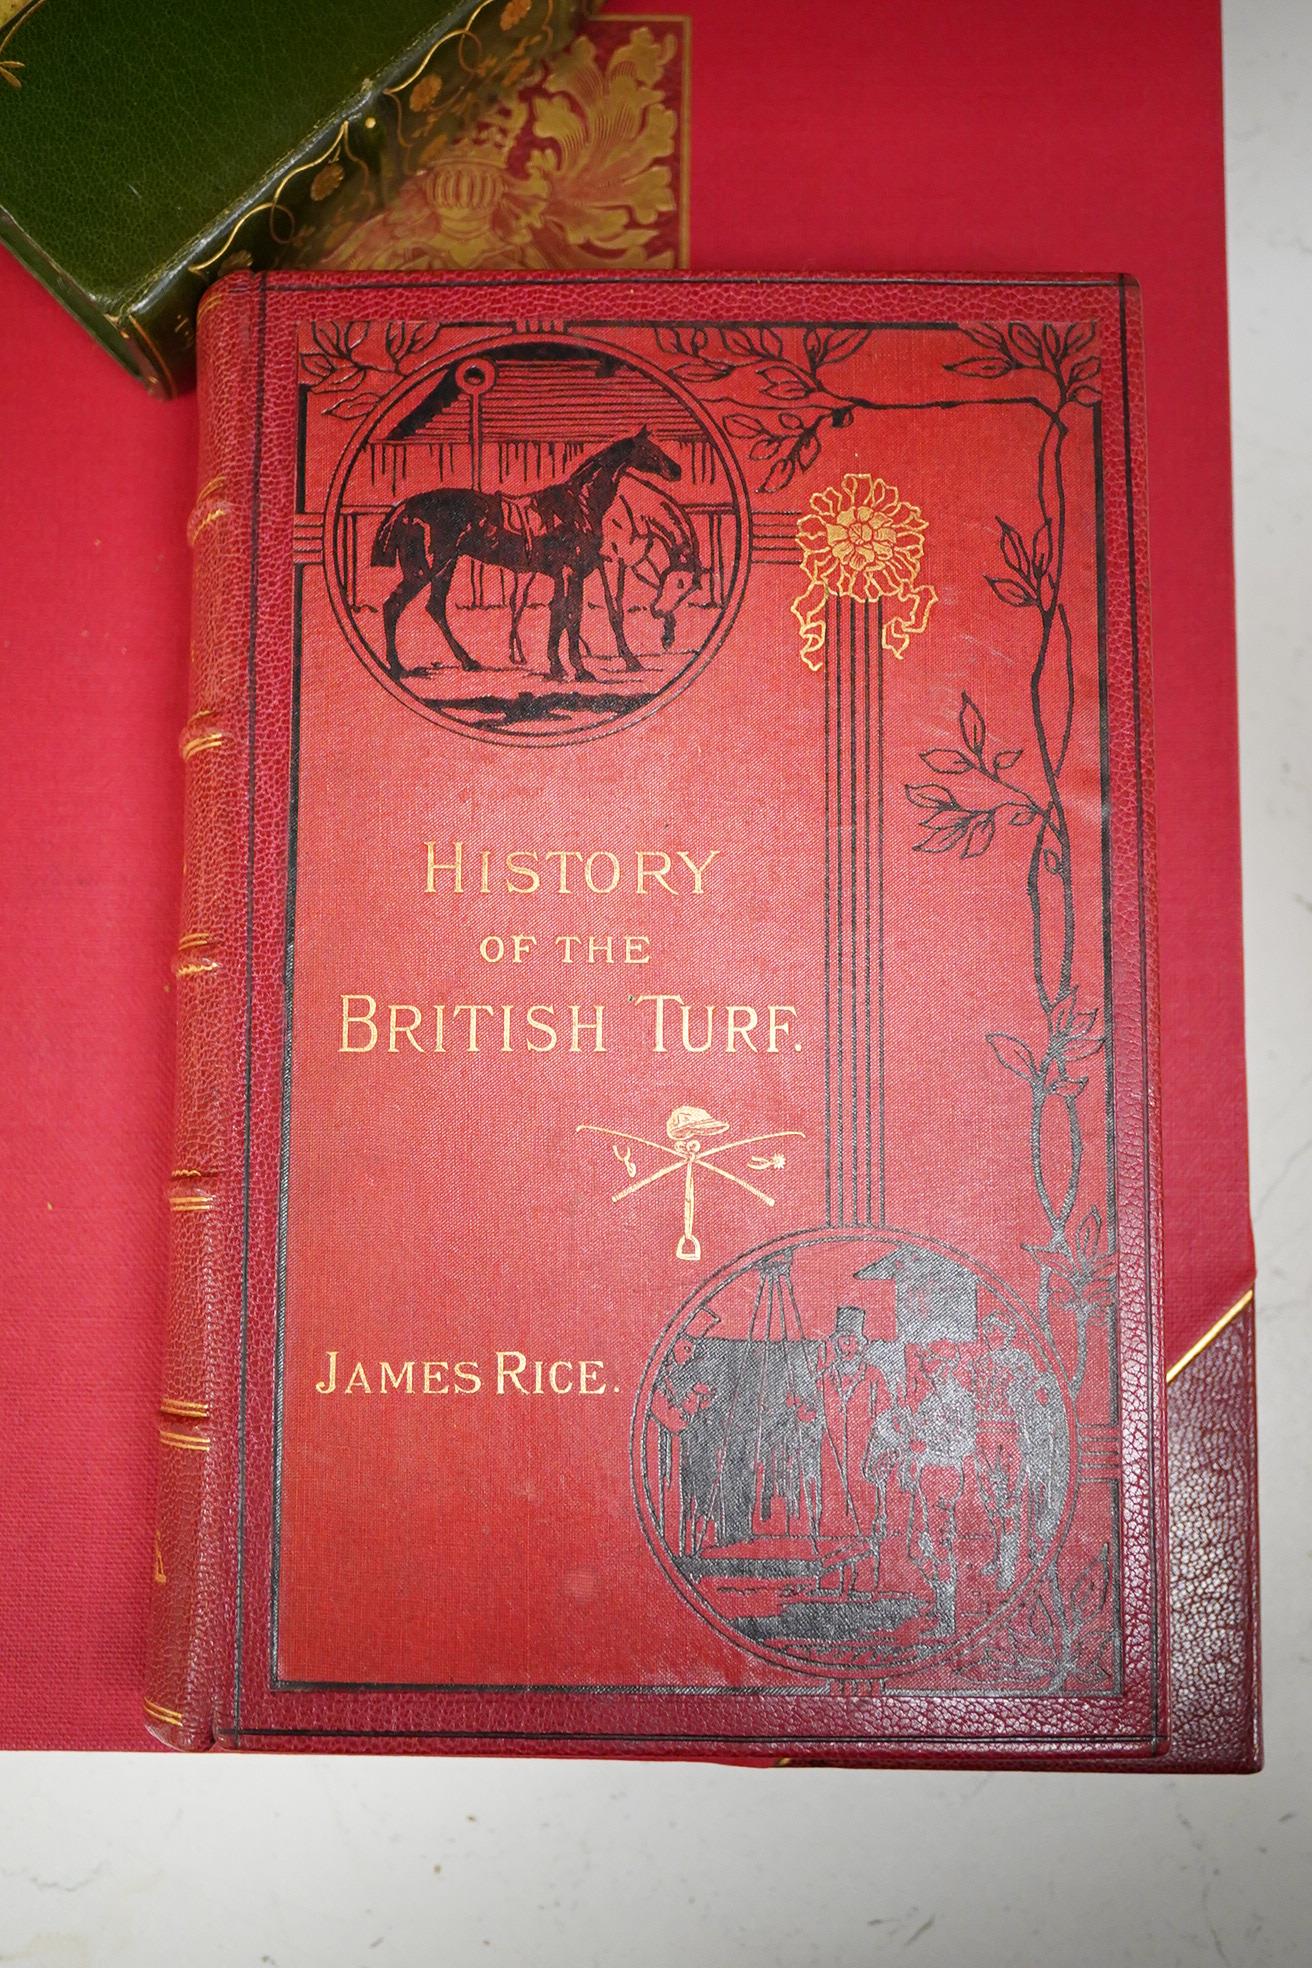 HISTORY
OF THE
BRITISH TURF.
JAMES RICE.